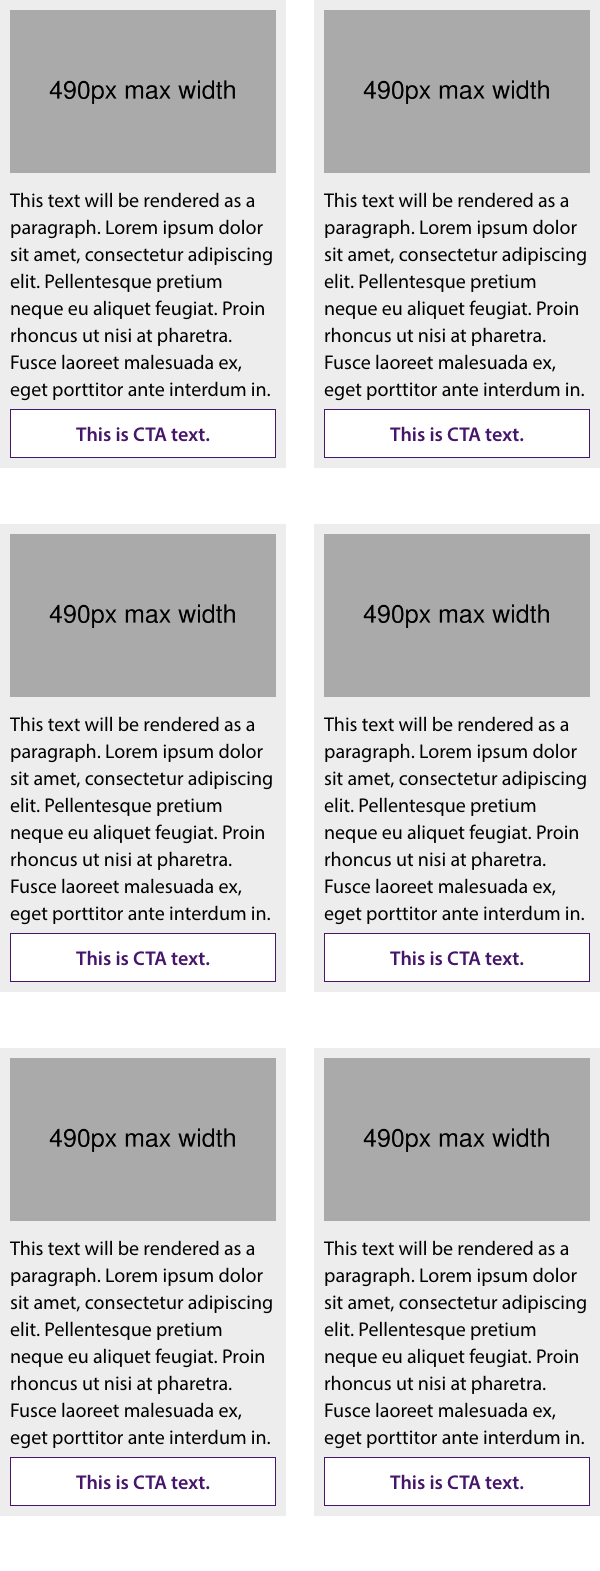 490px max width
This text will be rendered as a
paragraph. Lorem ipsum dolor
sit amet, consectetur adipiscing
elit. Pellentesque pretium
neque eu aliquet feugiat. Proin
rhoncus ut nisi at pharetra.
Fusce laoreet malesuada ex,
eget porttitor ante interdum in.
This is CTA text.
490px max width
This text will be rendered as a
paragraph. Lorem ipsum dolor
sit amet, consectetur adipiscing
elit. Pellentesque pretium
neque eu aliquet feugiat. Proin
rhoncus ut nisi at pharetra.
Fusce laoreet malesuada ex,
eget porttitor ante interdum in.
This is CTA text.
490px max width
This text will be rendered as a
paragraph. Lorem ipsum dolor
sit amet, consectetur adipiscing
elit. Pellentesque pretium
neque eu aliquet feugiat. Proin
rhoncus ut nisi at pharetra.
Fusce laoreet malesuada ex,
eget porttitor ante interdum in.
This is CTA text.
490px max width
This text will be rendered as a
paragraph. Lorem ipsum dolor
sit amet, consectetur adipiscing
elit. Pellentesque pretium
neque eu aliquet feugiat. Proin
rhoncus ut nisi at pharetra.
Fusce laoreet malesuada ex,
eget porttitor ante interdum in.
This is CTA text.
490px max width
This text will be rendered as a
paragraph. Lorem ipsum dolor
sit amet, consectetur adipiscing
elit. Pellentesque pretium
neque eu aliquet feugiat. Proin
rhoncus ut nisi at pharetra.
Fusce laoreet malesuada ex,
eget porttitor ante interdum in.
This is CTA text.
490px max width
This text will be rendered as a
paragraph. Lorem ipsum dolor
sit amet, consectetur adipiscing
elit. Pellentesque pretium
neque eu aliquet feugiat. Proin
rhoncus ut nisi at pharetra.
Fusce laoreet malesuada ex,
eget porttitor ante interdum in.
This is CTA text.